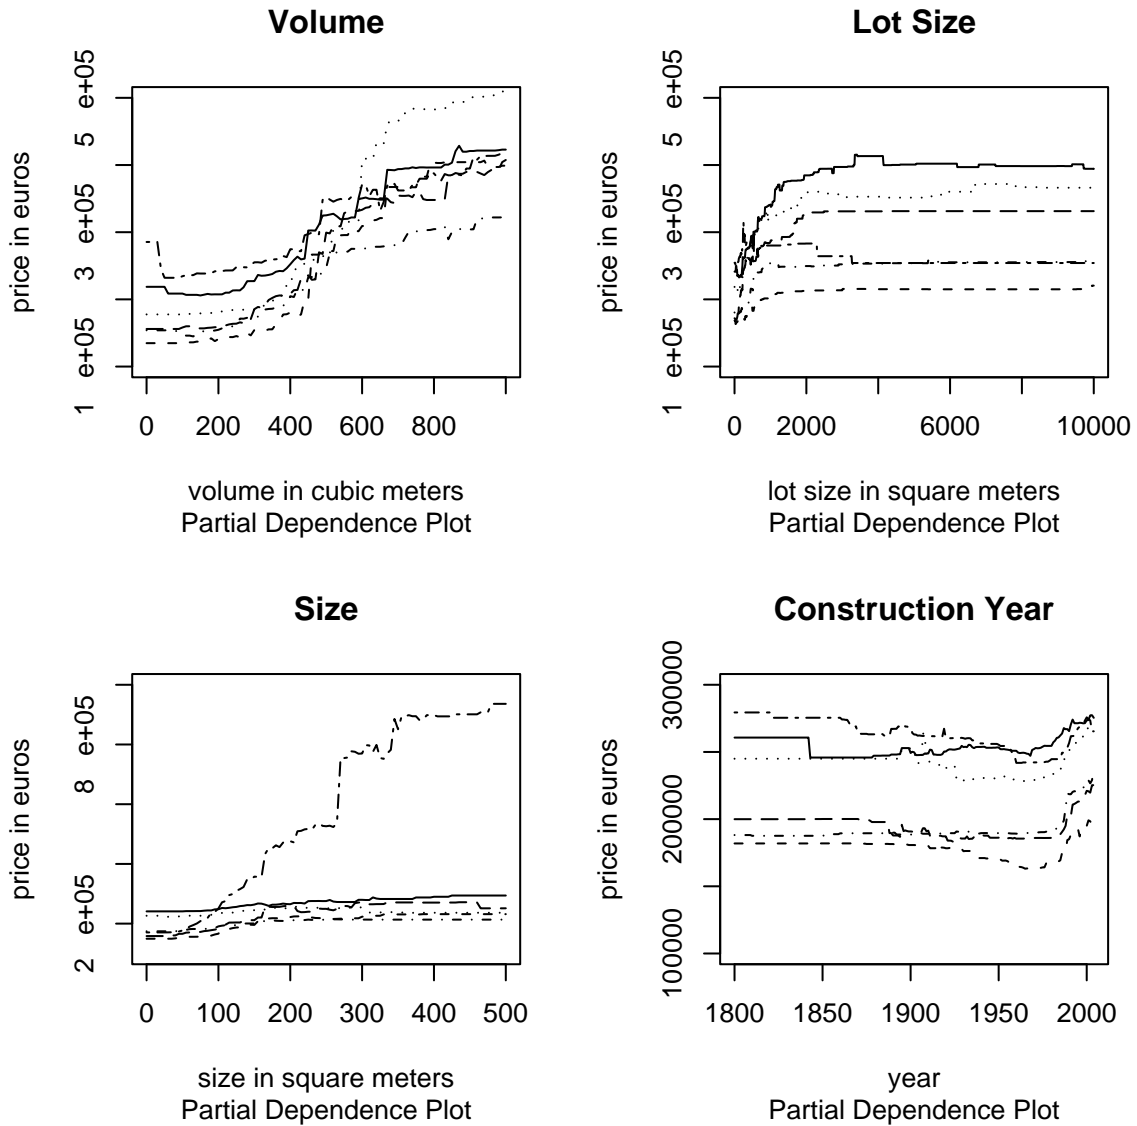 Volume
price in euros
1 e+05 3 e+05 5 e+05
0 200 400 600 800
volume in cubic meters
Partial Dependence Plot
Lot Size
price in euros
1 e+05 3 e+05 5 e+05
0 2000 6000 10000
lot size in square meters
Partial Dependence Plot
Size
price in euros
2 e+05 8 e+05
0 100 200 300 400 500
size in square meters
Partial Dependence Plot
Construction Year
price in euros
100000 200000 300000
1800 1850 1900 1950 2000
year
Partial Dependence Plot